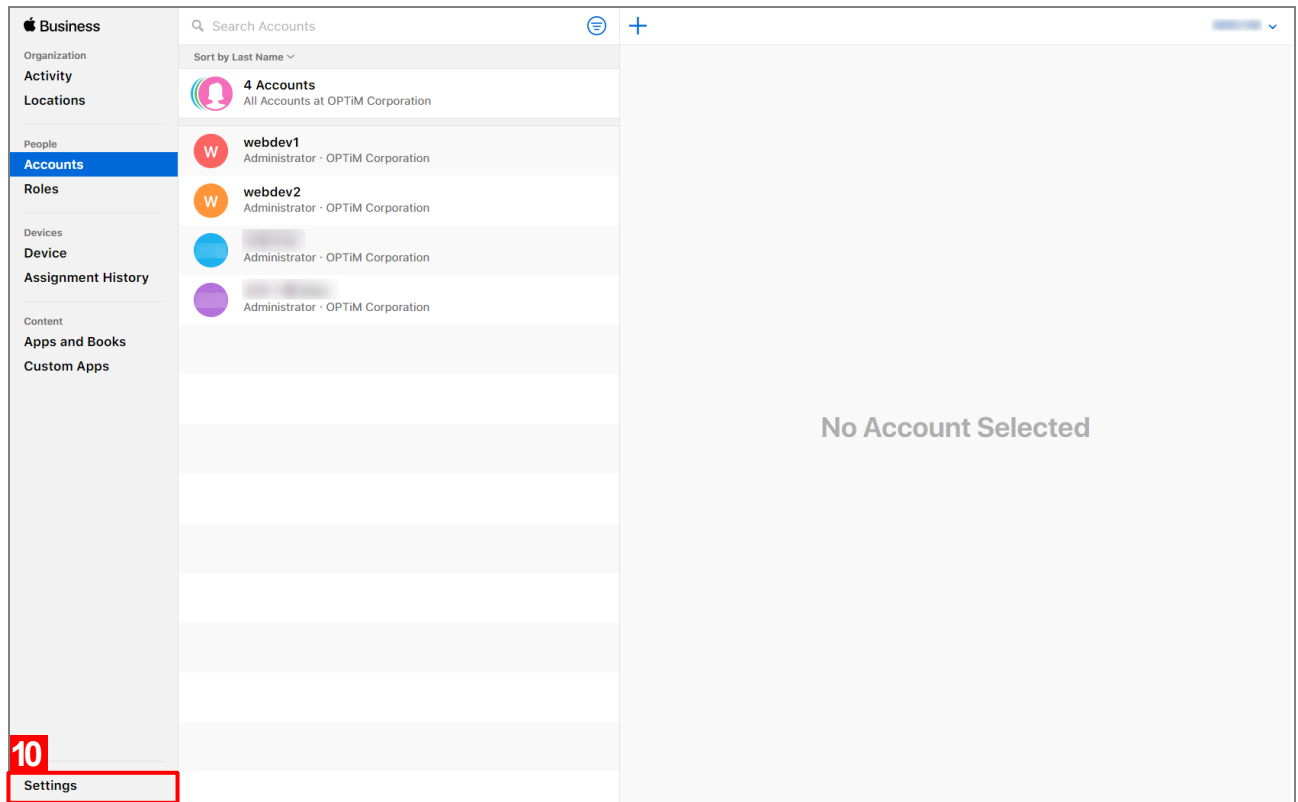 Business
Organization
Activity
Locations
People
Accounts
Roles
Devices
Device
Assignment History
Content
Apps and Books
Custom Apps
10
Settings
Search Accounts
Sort by Last Name
4 Accounts
All Accounts at OPTiM Corporation
W
webdev1
Administrator · OPTiM Corporation
W
webdev2
Administrator · OPTiM Corporation
Administrator · OPTiM Corporation
Administrator · OPTiM Corporation
No Account Selected